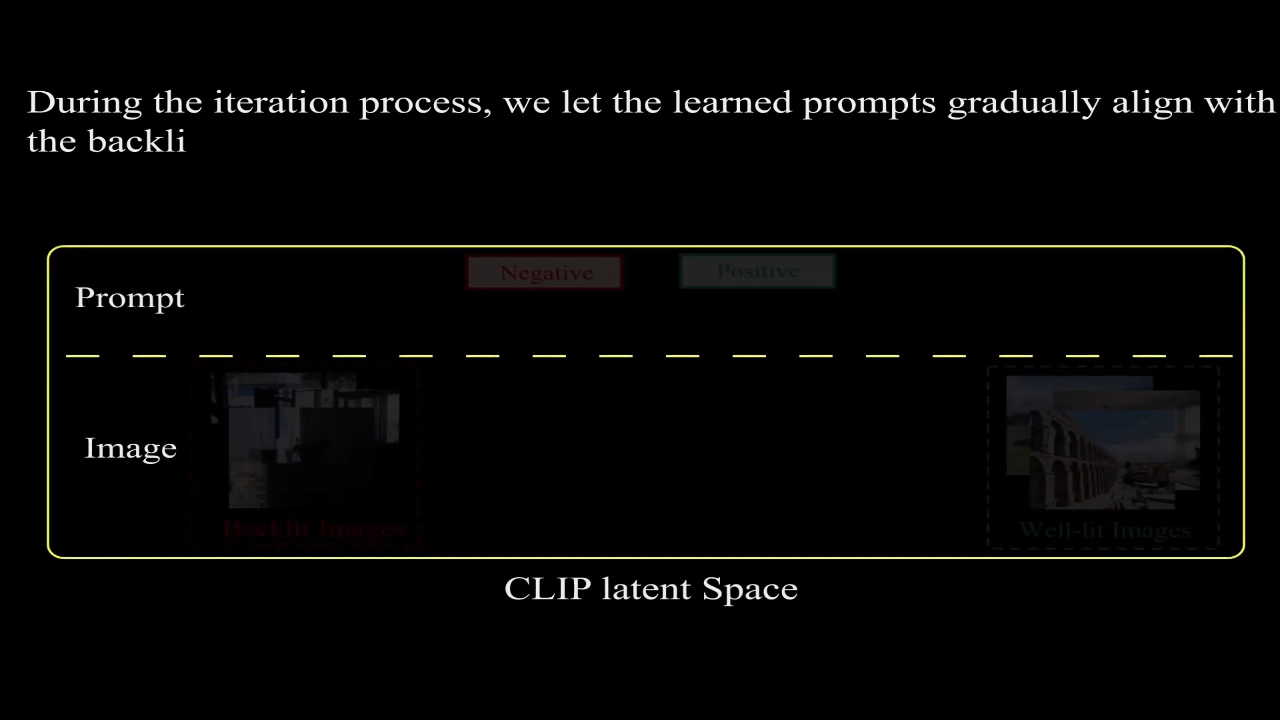 During the iteration process, we let the learned prompts gradually align with
the backli
Negative
Positive
Prompt
Image
Backlit Images
Well-lit Images
CLIP latent Space